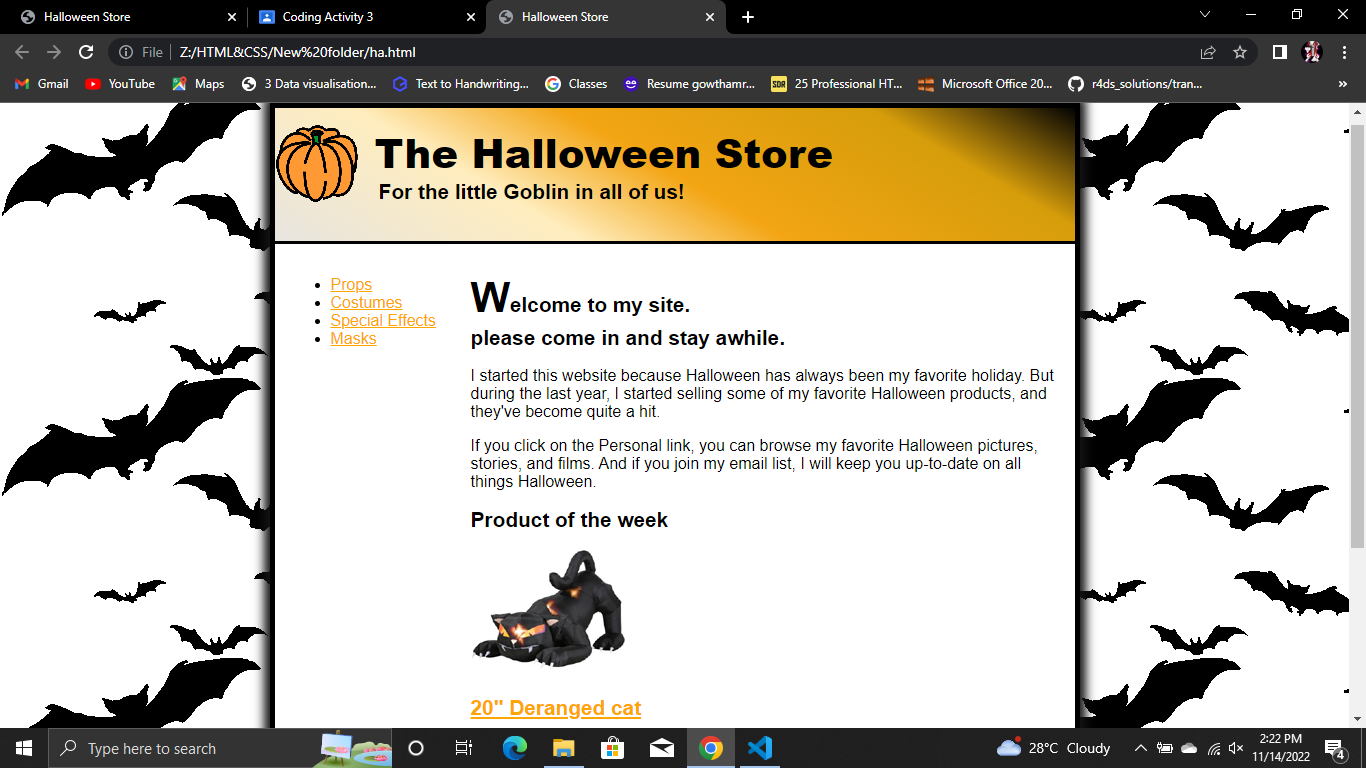 Halloween Store
Coding Activity 3
Halloween Store
File
Z:/HTML&CSS/New%20folder/ha.html
Gmail
YouTube
Maps
3 Data visualisation...
Text to Handwriting...
Classes
Resume gowthamr...
SDR
25 Professional HT...
Microsoft Office 20...
r4ds_solutions/tran...
»
The Halloween Store
For the little Goblin in all of us!
Props
Costumes
Special Effects
Masks
Welcome to my site.
please come in and stay awhile.
I started this website because Halloween has always been my favorite holiday. But
during the last year, I started selling some of my favorite Halloween products, and
they've become quite a hit.
If you click on the Personal link, you can browse my favorite Halloween pictures,
stories, and films. And if you join my email list, I will keep you up-to-date on all
things Halloween.
Product of the week
20" Deranged cat
Type here to search
28°C Cloudy
2:22 PM
11/14/2022
4